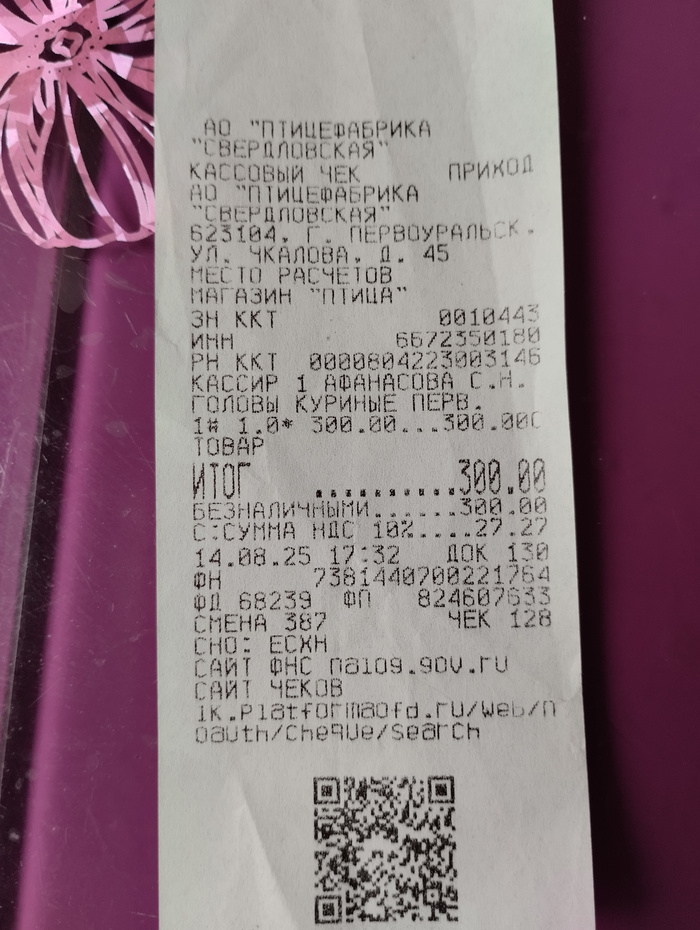 АО "ПТИЦЕФАБРИКА
"СВЕРДЛОВСКАЯ"
КАССОВЫЙ ЧЕК ПРИХОД
АО "ПТИЦЕФАБРИКА
"СВЕРДЛОВСКАЯ"
623104, Г. ПЕРВОУРАЛЬСК,
УЛ. ЧКАЛОВА, Д. 45
МЕСТО РАСЧЕТОВ
МАГАЗИН "ПТИЦА"
ЗН ККТ 0010443
ИНН 6672350180
РН ККТ 0000804223003146
КАССИР 1 АФАНАСОВА С.Н.
ГОЛОВЫ КУРИНЫЕ ПЕРВ.
1# 1.0* 300.00...300.00С
ТОВАР
ИТОГ ..........300.00
БЕЗНАЛИЧНЫМИ......300.00
С:СУММА НДС 10%....27.27
14.08.25 17:32 ДОК 130
ФН 7381440700221764
ФД 68239 ФП 824607633
СМЕНА 387 ЧЕК 128
СНО: ЕСХН
САЙТ ФНС nalog.gov.ru
САЙТ ЧЕКОВ
lk.platformaofd.ru/web/n
oauth/cheque/search